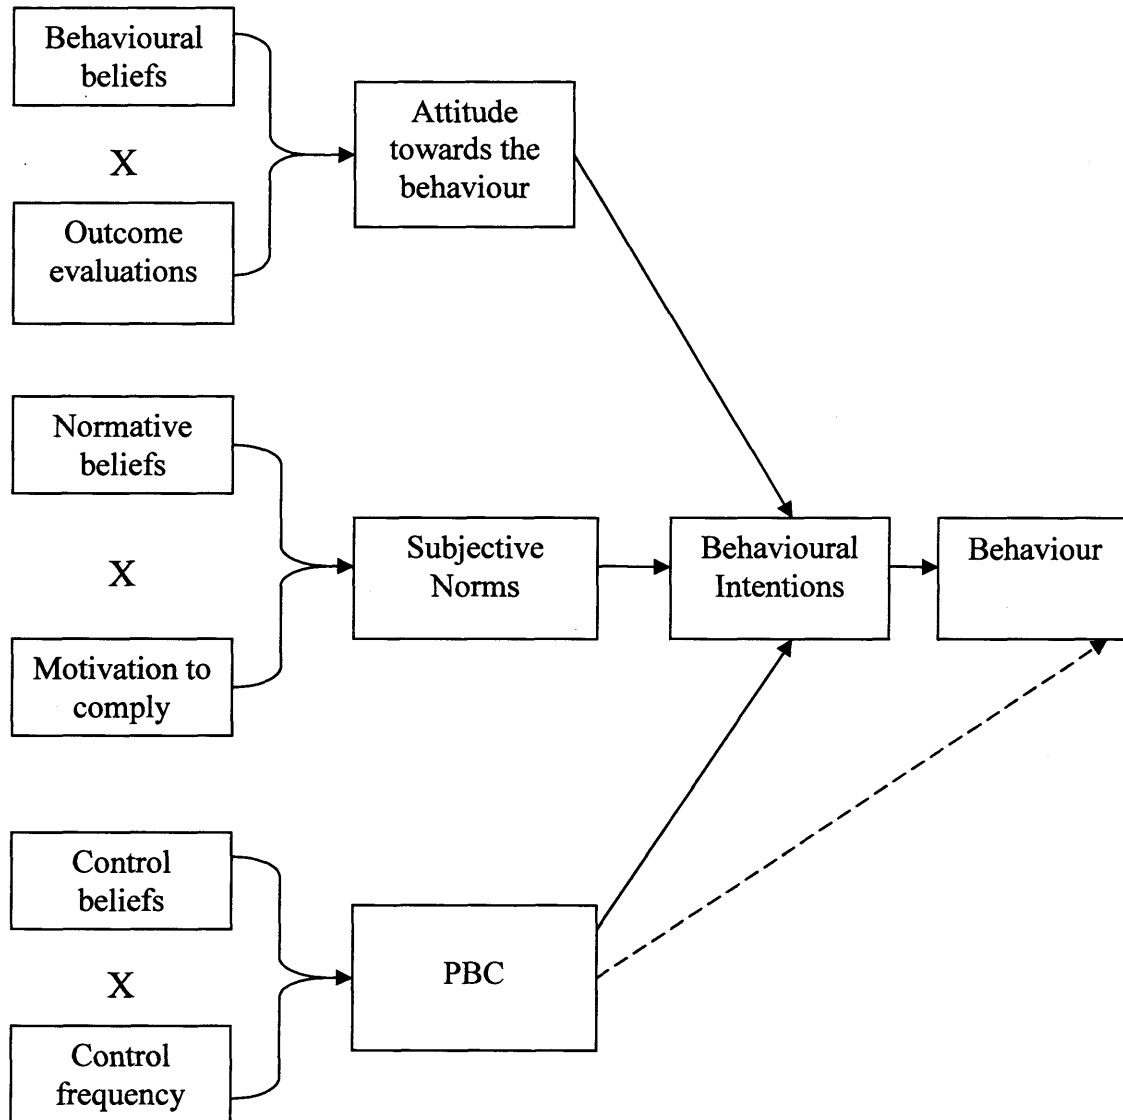 Behavioural
beliefs
X
Outcome
evaluations
Attitude
towards the
behaviour
Normative
beliefs
X
Motivation to
comply
Subjective
Norms
Behavioural
Intentions
Behaviour
Control
beliefs
X
Control
frequency
PBC